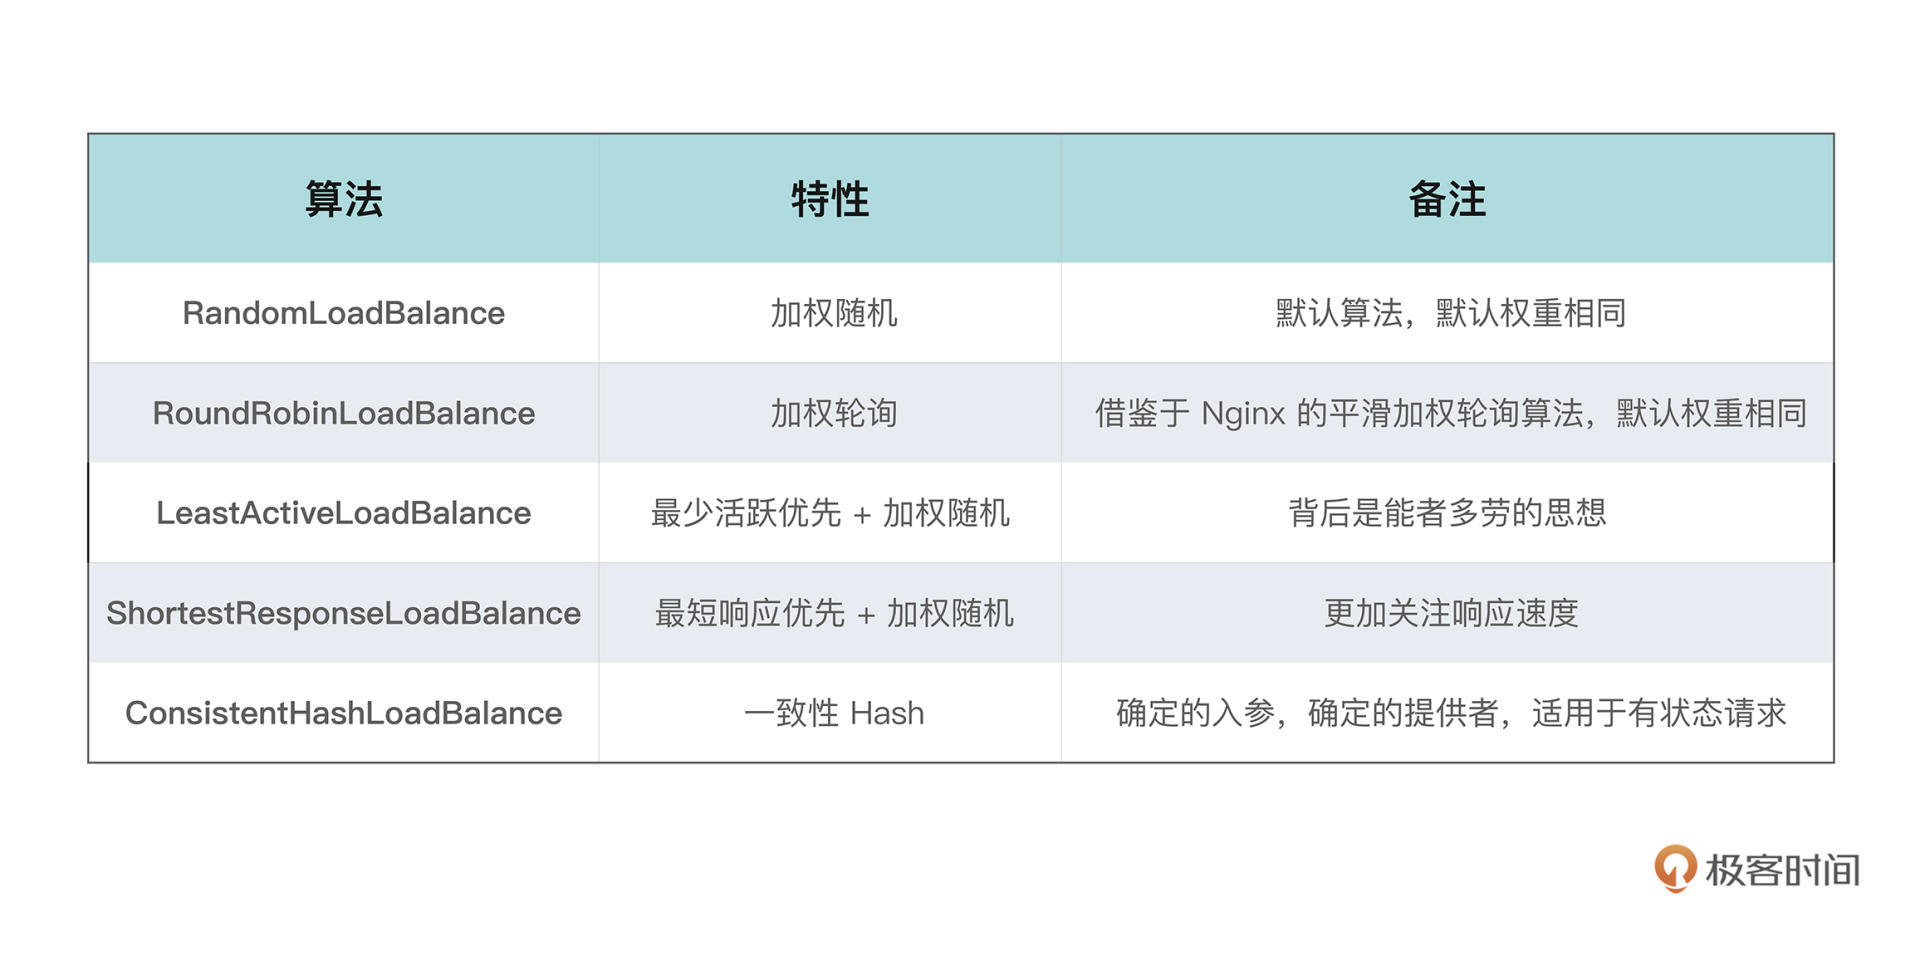 算法 特性 备注
RandomLoadBalance 加权随机 默认算法，默认权重相同
RoundRobinLoadBalance 加权轮询 借鉴于 Nginx 的平滑加权轮询算法，默认权重相同
LeastActiveLoadBalance 最少活跃优先 + 加权随机 背后是能者多劳的思想
ShortestResponseLoadBalance 最短响应优先 + 加权随机 更加关注响应速度
ConsistentHashLoadBalance 一致性 Hash 确定的入参，确定的提供者，适用于有状态请求
极客时间